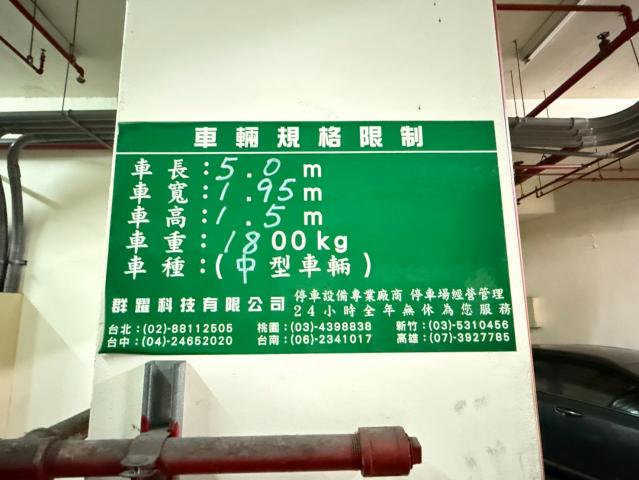 車輛規格限制
車長:5.0m
車寬:1.95m
車高:1.5m
車重:1800kg
車種:(中型車輛)
群躍科技有限公司 停車設備專業廠商 停車場經營管理
24小時全年無休為您服務
台北:(02)-88112505 桃園:(03)-4398838 新竹:(03)-5310456
台中:(04)-24652020 台南:(06)-2341017 高雄:(07)-3927785